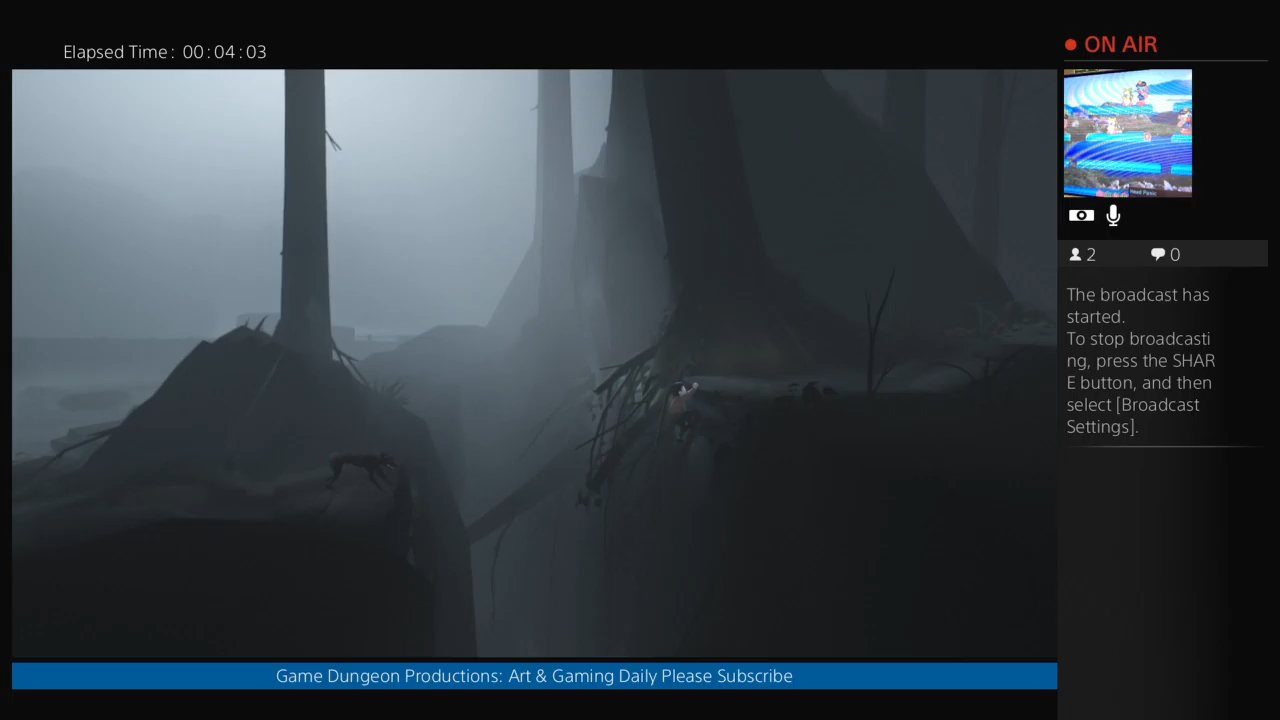 Elapsed Time: 00:04:03
ON AIR
2
0
The broadcast has
started.
To stop broadcasti
ng, press the SHAR
E button, and then
select [Broadcast
Settings].
Game Dungeon Productions: Art & Gaming Daily Please Subscribe